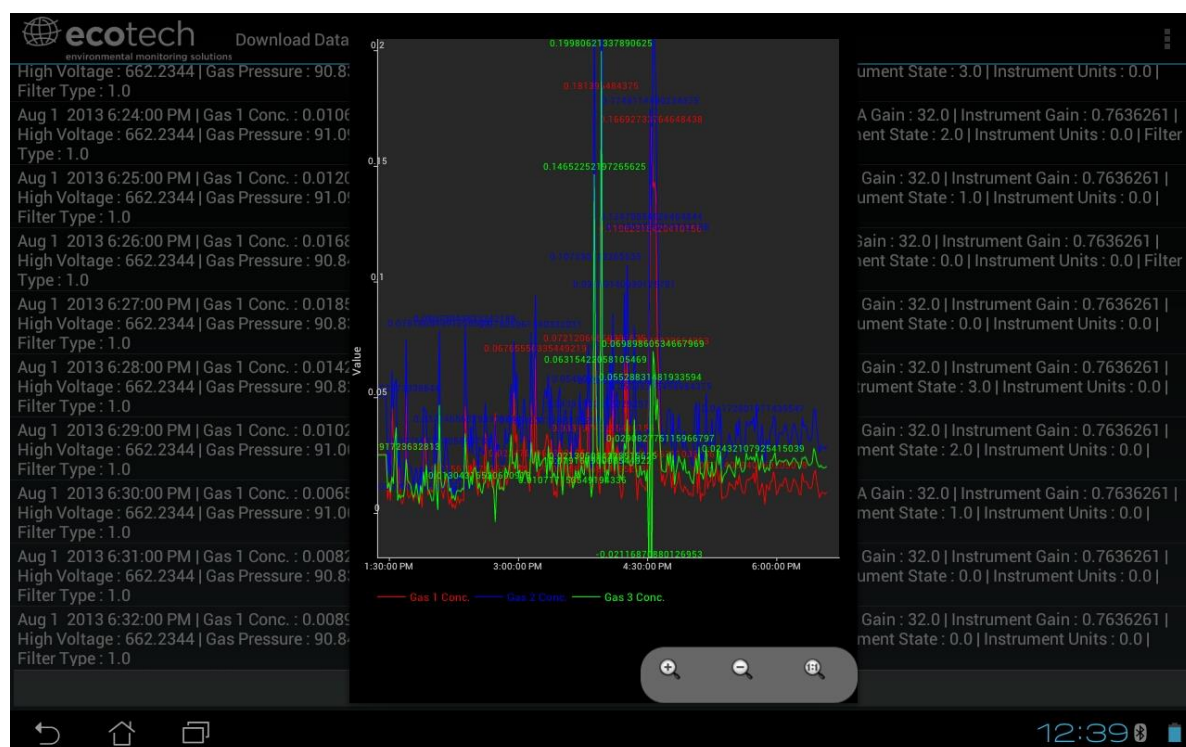 ecotech
environmental monitoring solutions
Download Data
High Voltage : 662.2344 | Gas Pressure : 90.8
ument State : 3.0 | Instrument Units : 0.0 |
Filter Type : 1.0
Aug 1 2013 6:24:00 PM | Gas 1 Conc. : 0.0106
A Gain : 32.0 | Instrument Gain : 0.7636261 |
High Voltage : 662.2344 | Gas Pressure : 91.0
ment State : 2.0 | Instrument Units : 0.0 | Filter
Type : 1.0
Aug 1 2013 6:25:00 PM | Gas 1 Conc. : 0.0120
Gain : 32.0 | Instrument Gain : 0.7636261 |
High Voltage : 662.2344 | Gas Pressure : 91.0
ument State : 1.0 | Instrument Units : 0.0 |
Filter Type : 1.0
Aug 1 2013 6:26:00 PM | Gas 1 Conc. : 0.0168
Gain : 32.0 | Instrument Gain : 0.7636261 |
High Voltage : 662.2344 | Gas Pressure : 90.8
ment State : 0.0 | Instrument Units : 0.0 | Filter
Type : 1.0
Aug 1 2013 6:27:00 PM | Gas 1 Conc. : 0.0185
Gain : 32.0 | Instrument Gain : 0.7636261 |
High Voltage : 662.2344 | Gas Pressure : 90.8
ument State : 0.0 | Instrument Units : 0.0 |
Filter Type : 1.0
Aug 1 2013 6:28:00 PM | Gas 1 Conc. : 0.0142
Gain : 32.0 | Instrument Gain : 0.7636261 |
High Voltage : 662.2344 | Gas Pressure : 90.8
trument State : 3.0 | Instrument Units : 0.0 |
Filter Type : 1.0
Aug 1 2013 6:29:00 PM | Gas 1 Conc. : 0.0102
Gain : 32.0 | Instrument Gain : 0.7636261 |
High Voltage : 662.2344 | Gas Pressure : 91.0
ment State : 2.0 | Instrument Units : 0.0 |
Filter Type : 1.0
Aug 1 2013 6:30:00 PM | Gas 1 Conc. : 0.0065
A Gain : 32.0 | Instrument Gain : 0.7636261 |
High Voltage : 662.2344 | Gas Pressure : 91.0
ment State : 1.0 | Instrument Units : 0.0 |
Filter Type : 1.0
Aug 1 2013 6:31:00 PM | Gas 1 Conc. : 0.0082
Gain : 32.0 | Instrument Gain : 0.7636261 |
High Voltage : 662.2344 | Gas Pressure : 90.8
ument State : 0.0 | Instrument Units : 0.0 |
Filter Type : 1.0
Aug 1 2013 6:32:00 PM | Gas 1 Conc. : 0.0089
Gain : 32.0 | Instrument Gain : 0.7636261 |
High Voltage : 662.2344 | Gas Pressure : 90.8
ment State : 0.0 | Instrument Units : 0.0 |
Filter Type : 1.0
0.2
0.19980621337890625
0.15
0.14652252197265625
0.1
Value
0.06989860534667969
0.06315423058105469
0.05528831481933594
0.05
91723632813
0.029082775115966797
0.02432107925415039
0
-0.02116870880126953
1:30:00 PM
3:00:00 PM
4:30:00 PM
6:00:00 PM
Gas 1 Conc.
Gas 2 Conc.
Gas 3 Conc.
12:39